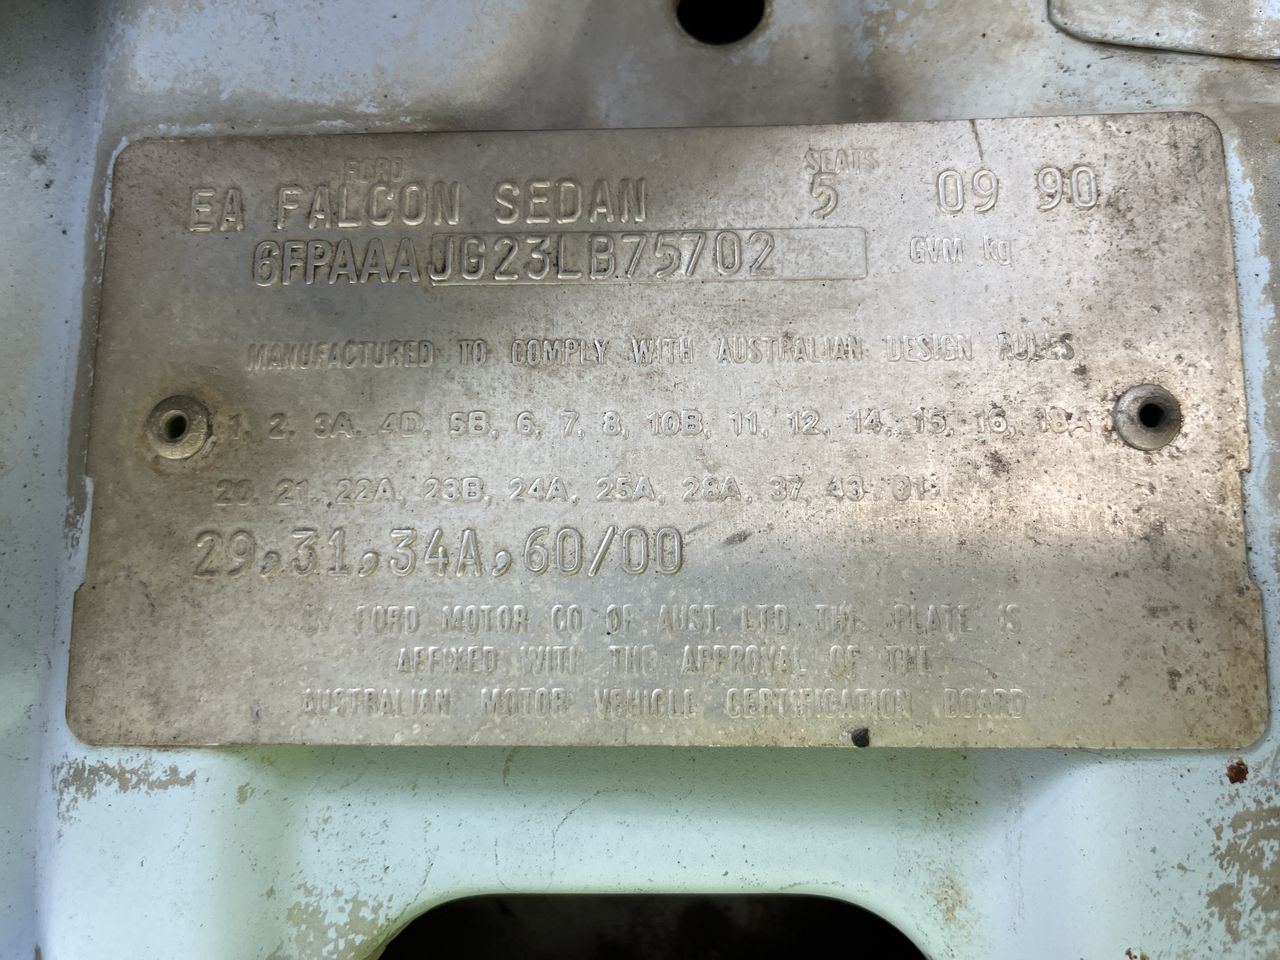 FORD SEATS
EA FALCON SEDAN 5 09 90
6FPAAAJG23LB75702 GVM kg
MANUFACTURED TO COMPLY WITH AUSTRALIAN DESIGN RULES
1, 2, 3A, 4D, 5B, 6, 7, 8, 10B, 11, 12, 14, 15, 16, 18A
20, 21, 22A, 23B, 24A, 25A, 28A, 37, 43 01
29,31,34A,60/00
BY FORD MOTOR CO OF AUST. LTD THE PLATE IS
AFFIXED WITH THE APPROVAL OF THE
AUSTRALIAN MOTOR VEHICLE CERTIFICATION BOARD